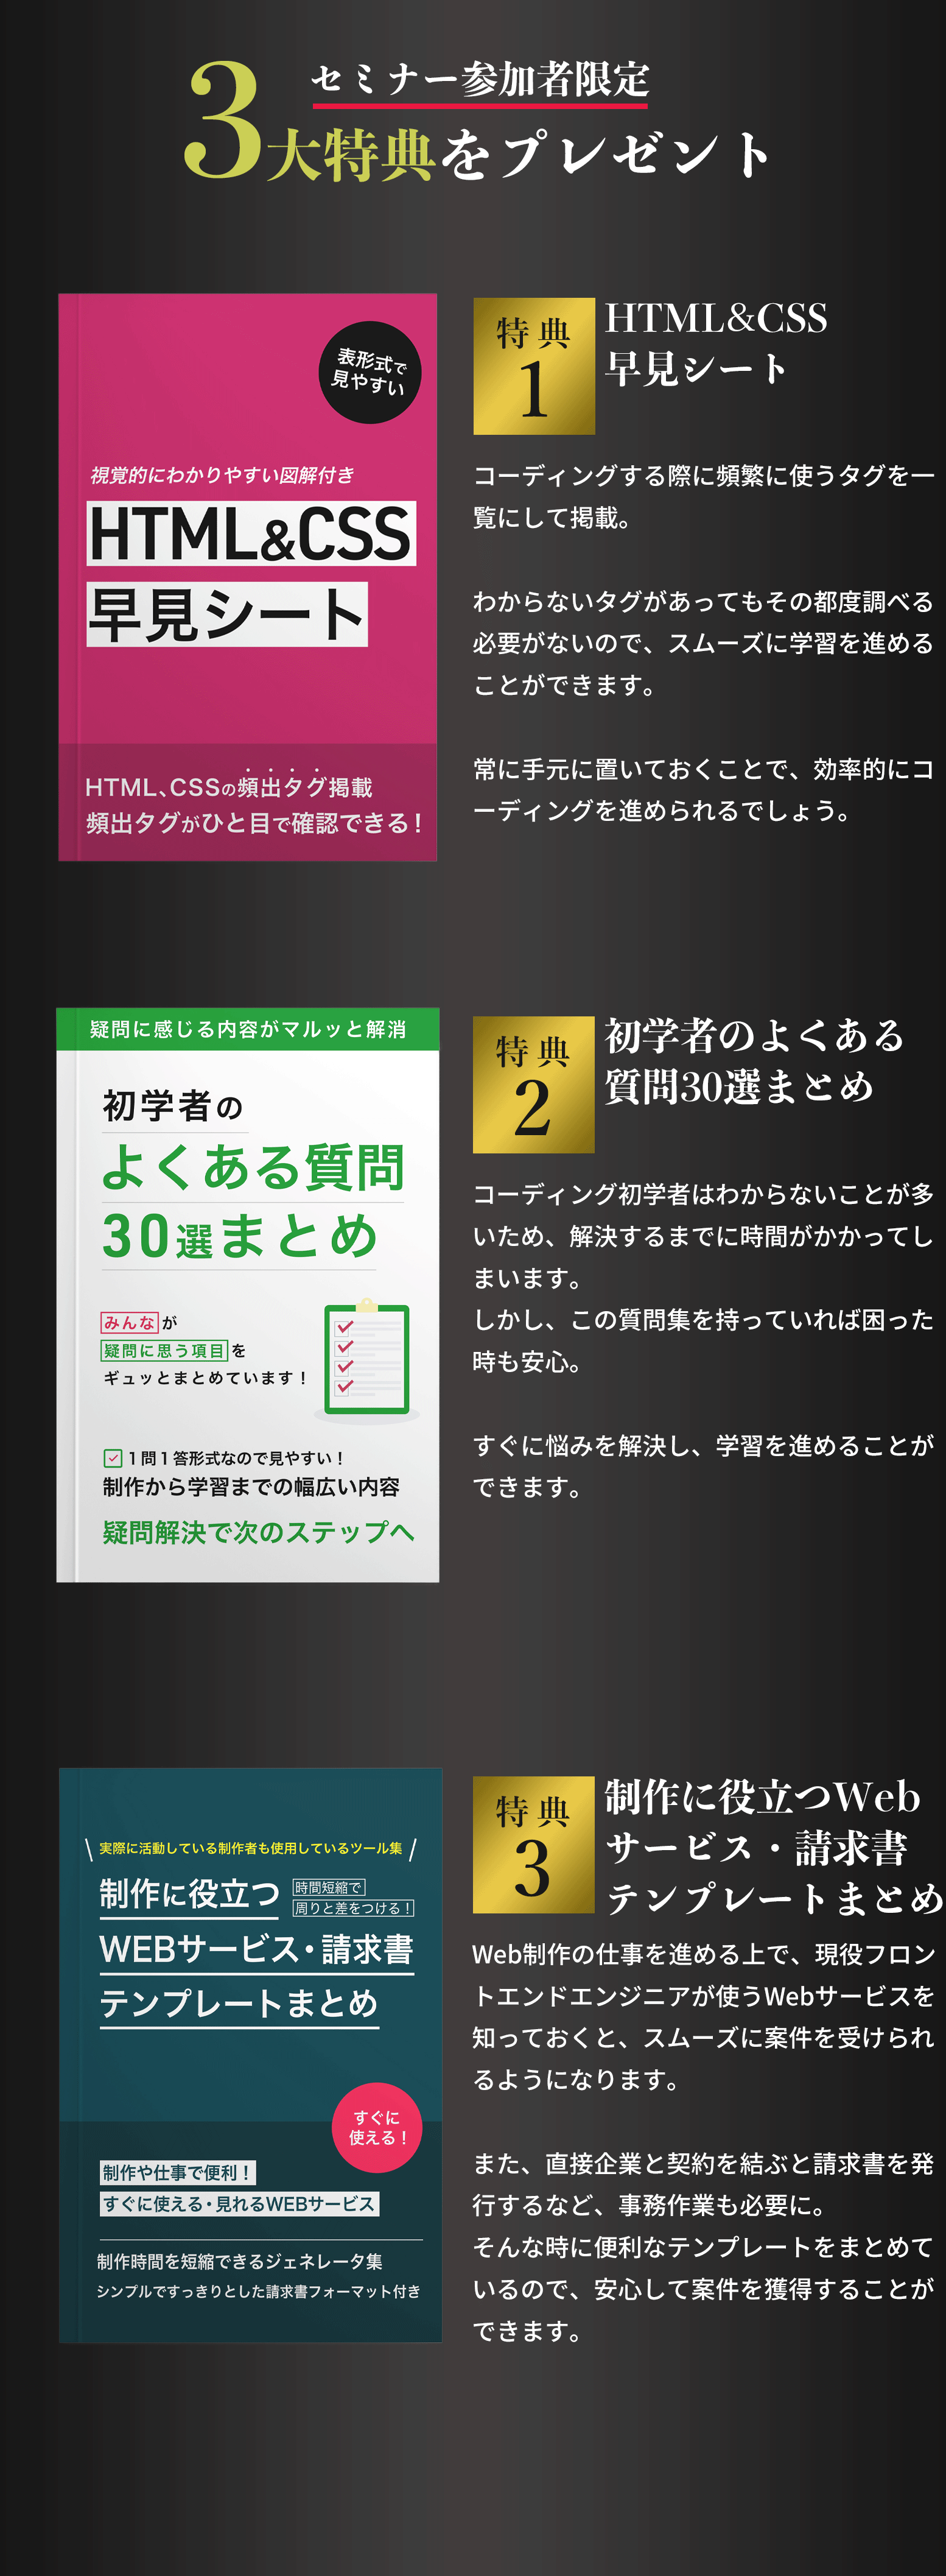 セミナー参加者限定
3大特典をプレゼント
表形式で
見やすい
視覚的にわかりやすい図解付き
HTML&CSS
早見シート
HTML、CSSの頻出タグ掲載
頻出タグがひと目で確認できる！
特典
1
HTML&CSS
早見シート
コーディングする際に頻繁に使うタグを一
覧にして掲載。
わからないタグがあってもその都度調べる
必要がないので、スムーズに学習を進める
ことができます。
常に手元に置いておくことで、効率的にコ
ーディングを進められるでしょう。
疑問に感じる内容がマルッと解消
初学者の
よくある質問
30選まとめ
みんなが
疑問に思う項目を
ギュッとまとめています！
1問1答形式なので見やすい！
制作から学習までの幅広い内容
疑問解決で次のステップへ
特典
2
初学者のよくある
質問30選まとめ
コーディング初学者はわからないことが多
いため、解決するまでに時間がかかってし
まいます。
しかし、この質問集を持っていれば困った
時も安心。
すぐに悩みを解決し、学習を進めることが
できます。
実際に活動している制作者も使用しているツール集
制作に役立つ
時間短縮で
周りと差をつける！
WEBサービス・請求書
テンプレートまとめ
すぐに
使える！
制作や仕事で便利！
すぐに使える・見れるWEBサービス
制作時間を短縮できるジェネレータ集
シンプルですっきりとした請求書フォーマット付き
特典
3
制作に役立つWeb
サービス・請求書
テンプレートまとめ
Web制作の仕事を進める上で、現役フロン
トエンドエンジニアが使うWebサービスを
知っておくと、スムーズに案件を受けられ
るようになります。
また、直接企業と契約を結ぶと請求書を発
行するなど、事務作業も必要に。
そんな時に便利なテンプレートをまとめて
いるので、安心して案件を獲得することが
できます。